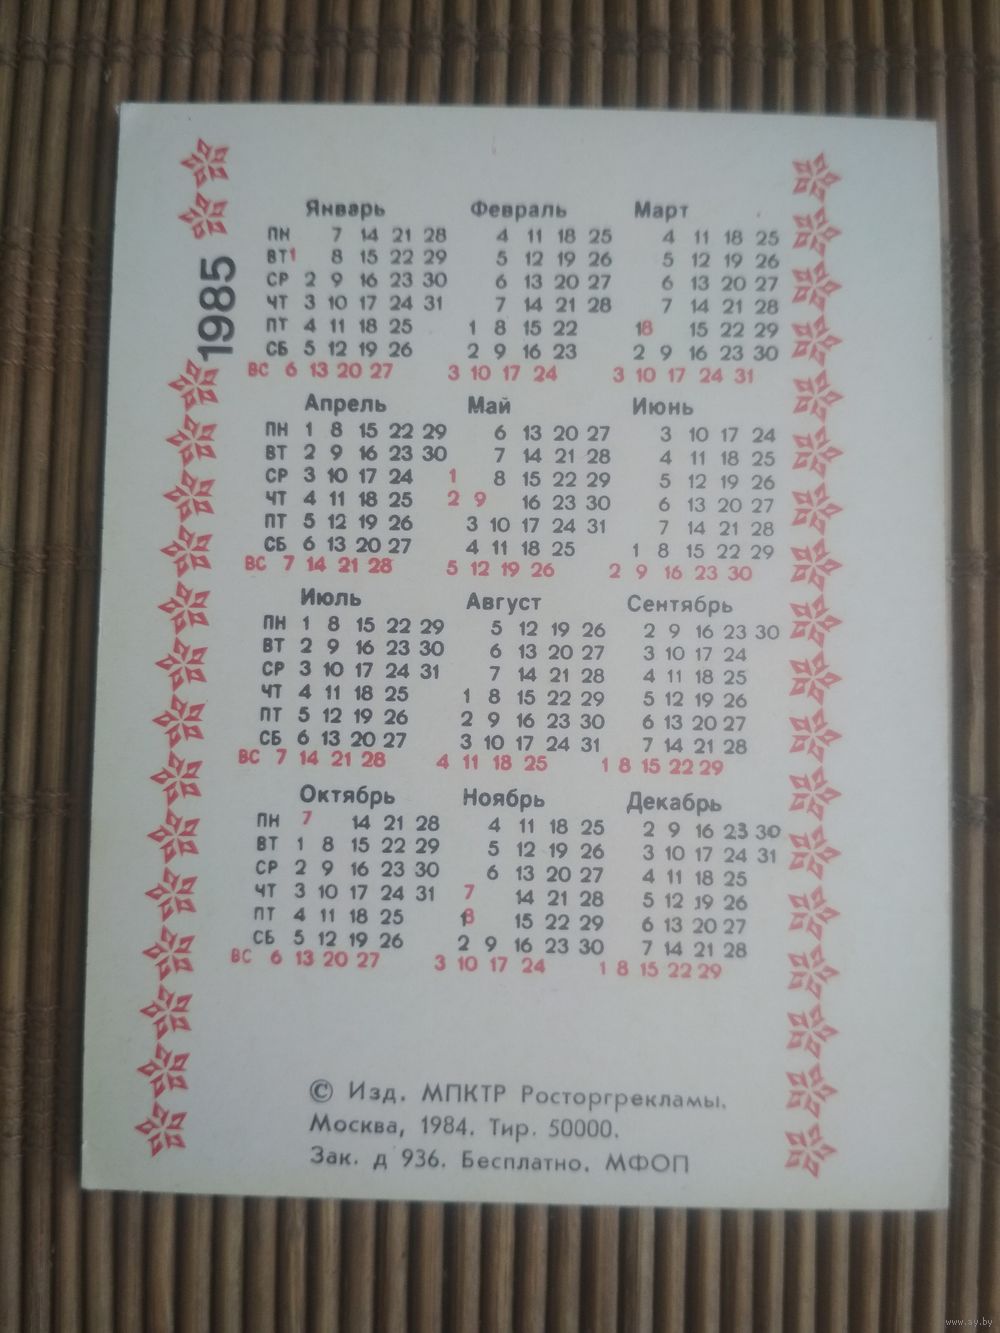 1985
Январь Февраль Март
ПН 7 14 21 28 4 11 18 25 4 11 18 25
ВТ 1 8 15 22 29 5 12 19 26 5 12 19 26
СР 2 9 16 23 30 6 13 20 27 6 13 20 27
ЧТ 3 10 17 24 31 7 14 21 28 7 14 21 28
ПТ 4 11 18 25 1 8 15 22 1 8 15 22 29
СБ 5 12 19 26 2 9 16 23 2 9 16 23 30
ВС 6 13 20 27 3 10 17 24 3 10 17 24 31
Апрель Май Июнь
ПН 1 8 15 22 29 6 13 20 27 3 10 17 24
ВТ 2 9 16 23 30 7 14 21 28 4 11 18 25
СР 3 10 17 24 1 8 15 22 29 5 12 19 26
ЧТ 4 11 18 25 2 9 16 23 30 6 13 20 27
ПТ 5 12 19 26 3 10 17 24 31 7 14 21 28
СБ 6 13 20 27 4 11 18 25 1 8 15 22 29
ВС 7 14 21 28 5 12 19 26 2 9 16 23 30
Июль Август Сентябрь
ПН 1 8 15 22 29 5 12 19 26 2 9 16 23 30
ВТ 2 9 16 23 30 6 13 20 27 3 10 17 24
СР 3 10 17 24 31 7 14 21 28 4 11 18 25
ЧТ 4 11 18 25 1 8 15 22 29 5 12 19 26
ПТ 5 12 19 26 2 9 16 23 30 6 13 20 27
СБ 6 13 20 27 3 10 17 24 31 7 14 21 28
ВС 7 14 21 28 4 11 18 25 1 8 15 22 29
Октябрь Ноябрь Декабрь
ПН 7 14 21 28 4 11 18 25 2 9 16 23 30
ВТ 1 8 15 22 29 5 12 19 26 3 10 17 24 31
СР 2 9 16 23 30 6 13 20 27 4 11 18 25
ЧТ 3 10 17 24 31 7 14 21 28 5 12 19 26
ПТ 4 11 18 25 1 8 15 22 29 6 13 20 27
СБ 5 12 19 26 2 9 16 23 30 7 14 21 28
ВС 6 13 20 27 3 10 17 24 1 8 15 22 29
© Изд. МПКТР Росторгрекламы.
Москва, 1984. Тир. 50000.
Зак. д 936. Бесплатно. МФОП
www.ay.by